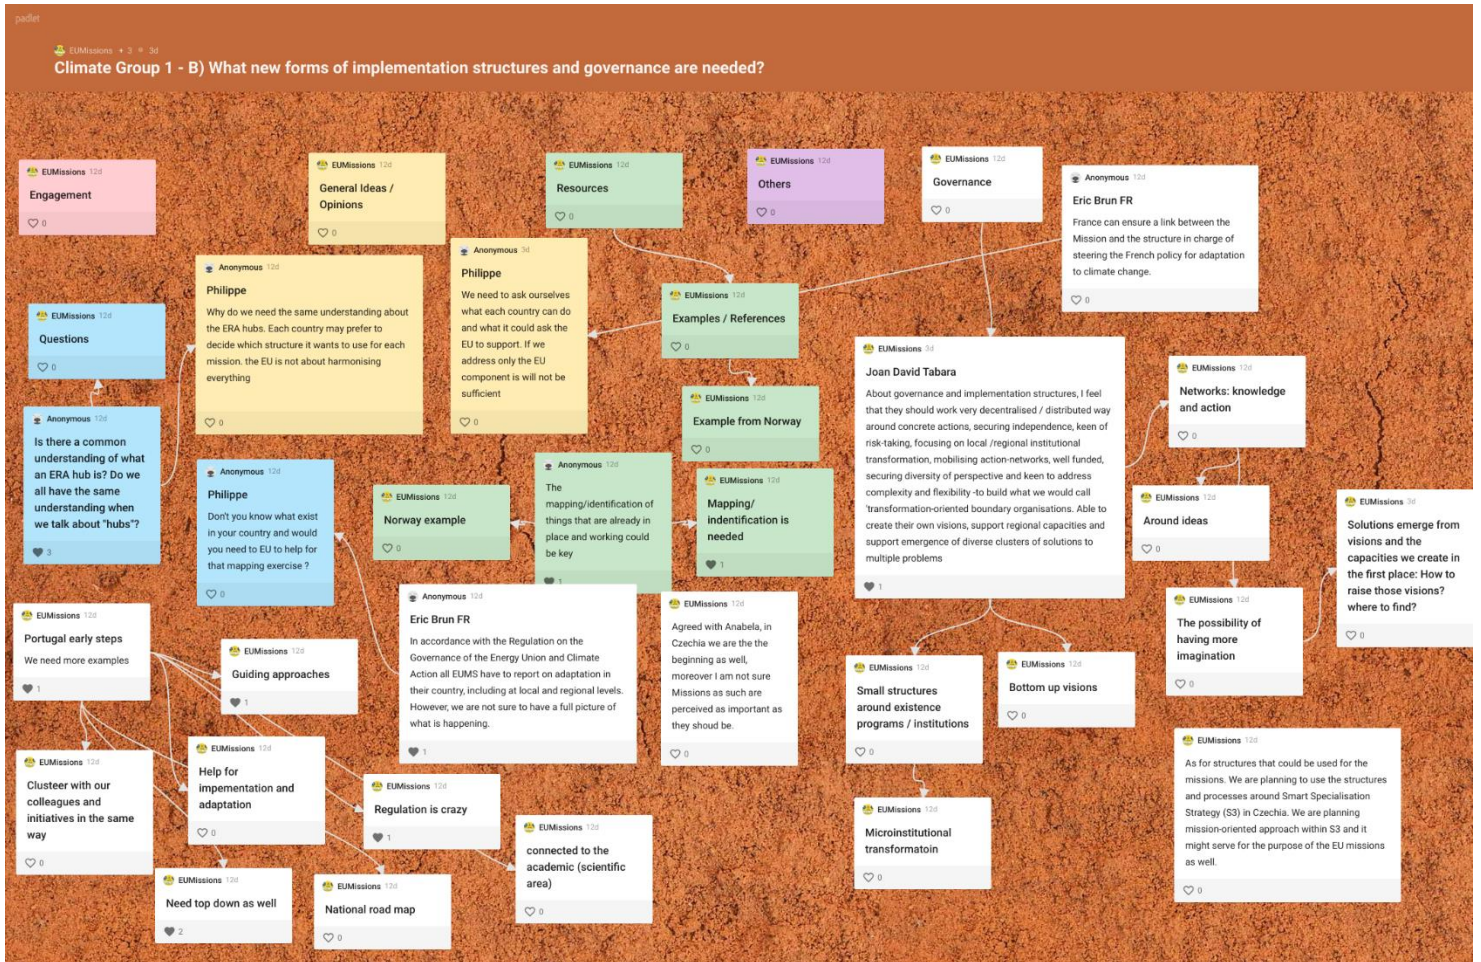 padlet
EUMissions + 3 3d
Climate Group 1 - B) What new forms of implementation structures and governance are needed?
EUMissions 12d
Engagement
0
EUMissions 12d
General Ideas /
Opinions
0
EUMissions 12d
Resources
0
EUMissions 12d
Others
0
EUMissions 12d
Governance
0
Anonymous 12d
Eric Brun FR
France can ensure a link between the
Mission and the structure in charge of
steering the French policy for adaptation
to climate change.
0
EUMissions 12d
Questions
0
Anonymous 12d
Philippe
Why do we need the same understanding about
the ERA hubs. Each country may prefer to
decide which structure it wants to use for each
mission. the EU is not about harmonising
everything
0
Anonymous 3d
Philippe
We need to ask ourselves
what each country can do
and what it could ask the
EU to support. If we
address only the EU
component is will not be
sufficient
0
EUMissions 12d
Examples / References
0
EUMissions 3d
Joan David Tabara
About governance and implementation structures, I feel
that they should work very decentralised / distributed way
around concrete actions, securing independence, keen of
risk-taking, focusing on local /regional institutional
transformation, mobilising action-networks, well funded,
securing diversity of perspective and keen to address
complexity and flexibility -to build what we would call
'transformation-oriented boundary organisations. Able to
create their own visions, support regional capacities and
support emergence of diverse clusters of solutions to
multiple problems
1
EUMissions 12d
Networks: knowledge
and action
0
Anonymous 12d
Is there a common
understanding of what
an ERA hub is? Do we
all have the same
understanding when
we talk about "hubs"?
3
EUMissions 12d
Example from Norway
0
Anonymous 12d
Philippe
Don't you know what exist
in your country and would
you need to EU to help for
that mapping exercise ?
0
EUMissions 12d
Norway example
0
Anonymous 12d
The
mapping/identification of
things that are already in
place and working could
be key
1
EUMissions 12d
Mapping/
indentification is
needed
1
EUMissions 12d
Around ideas
0
EUMissions 3d
Solutions emerge from
visions and the
capacities we create in
the first place: How to
raise those visions?
where to find?
0
EUMissions 12d
Portugal early steps
We need more examples
1
EUMissions 12d
Guiding approaches
1
Anonymous 12d
Eric Brun FR
In accordance with the Regulation on the
Governance of the Energy Union and Climate
Action all EUMS have to report on adaptation in
their country, including at local and regional levels.
However, we are not sure to have a full picture of
what is happening.
1
EUMissions 12d
Agreed with Anabela, in
Czechia we are the the
beginning as well,
moreover I am not sure
Missions as such are
perceived as important as
they shoud be.
0
EUMissions 12d
Small structures
around existence
programs / institutions
0
EUMissions 12d
Bottom up visions
0
EUMissions 12d
The possibility of
having more
imagination
0
EUMissions 12d
Clusteer with our
colleagues and
initiatives in the same
way
0
EUMissions 12d
Help for
impementation and
adaptation
0
EUMissions 12d
Regulation is crazy
1
EUMissions 12d
connected to the
academic (scientific
area)
0
EUMissions 12d
Microinstitutional
transformatoin
0
EUMissions 12d
As for structures that could be used for the
missions. We are planning to use the structures
and processes around Smart Specialisation
Strategy (S3) in Czechia. We are planning
mission-oriented approach within S3 and it
might serve for the purpose of the EU missions
as well.
0
EUMissions 12d
Need top down as well
2
EUMissions 12d
National road map
0